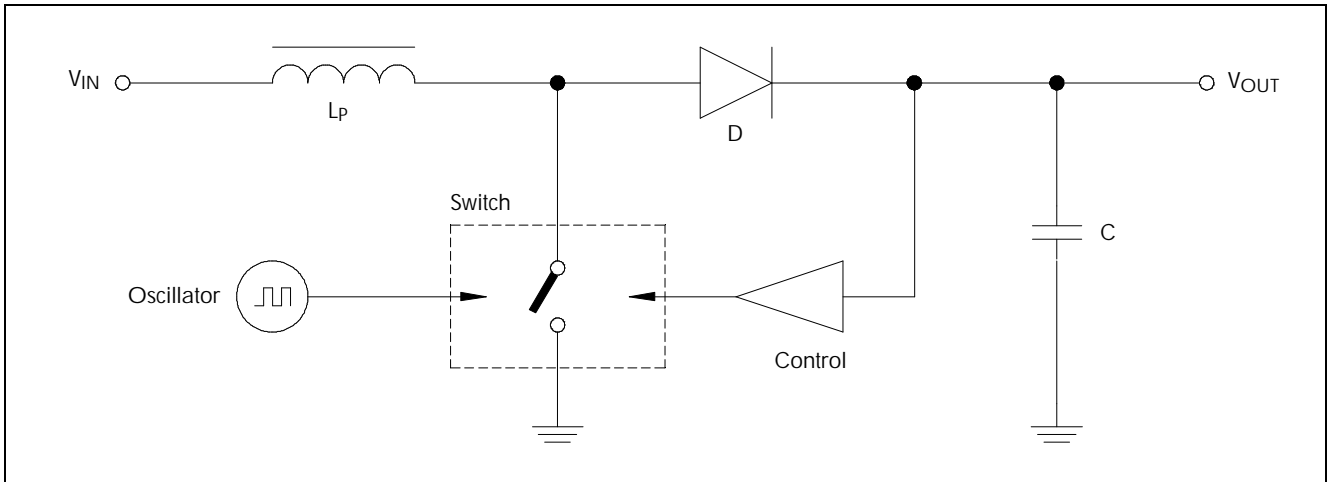 VIN
LP
D
VOUT
Switch
C
Oscillator
Control